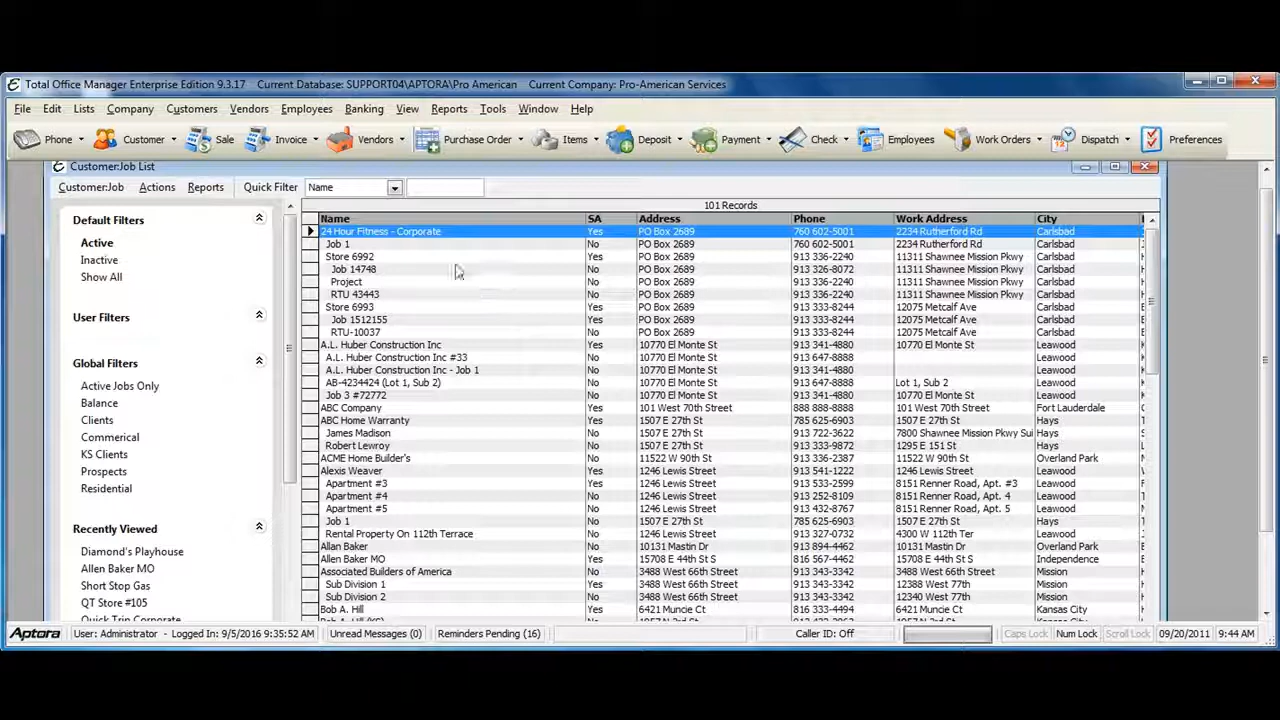 Total Office Manager Enterprise Edition 9.3.17 - Current Database: SUPPORT04\APTORA\Pro American - Current Company: Pro-American Services
File Edit Lists Company Customers Vendors Employees Banking View Reports Tools Window Help
Phone Customer Sale Invoice Vendors Purchase Order Items Deposit Payment Check Employees Work Orders Dispatch Preferences
Customer:Job List
Customer:Job Actions Reports Quick Filter Name
101 Records
Default Filters
Active
Inactive
Show All
User Filters
Global Filters
Active Jobs Only
Balance
Clients
Commerical
KS Clients
Prospects
Residential
Recently Viewed
Diamond's Playhouse
Allen Baker MO
Short Stop Gas
QT Store #105
Quick Trip Corporate
Name SA Address Phone Work Address City
24 Hour Fitness - Corporate Yes PO Box 2689 760 602-5001 2234 Rutherford Rd Carlsbad
Job 1 No PO Box 2689 760 602-5001 2234 Rutherford Rd Carlsbad
Store 6992 Yes PO Box 2689 913 336-2240 11311 Shawnee Mission Pkwy Carlsbad
Job 14748 No PO Box 2689 913 326-8072 11311 Shawnee Mission Pkwy Carlsbad
Project No PO Box 2689 913 336-2240 11311 Shawnee Mission Pkwy Carlsbad
RTU 43443 No PO Box 2689 913 336-2240 11311 Shawnee Mission Pkwy Carlsbad
Store 6993 Yes PO Box 2689 913 333-8244 12075 Metcalf Ave Carlsbad
Job 1512155 No PO Box 2689 913 333-8244 12075 Metcalf Ave Carlsbad
RTU-10037 No PO Box 2689 913 333-8244 12075 Metcalf Ave Carlsbad
A.L. Huber Construction Inc Yes 10770 El Monte St 913 341-4880 10770 El Monte St Leawood
A.L. Huber Construction Inc #33 No 10770 El Monte St 913 647-8888 Leawood
A.L. Huber Construction Inc - Job 1 No 10770 El Monte St 913 341-4880 Leawood
AB-4234424 (Lot 1, Sub 2) No 10770 El Monte St 913 647-8888 Lot 1, Sub 2 Leawood
Job 3 #72772 No 10770 El Monte St 913 341-4880 10770 El Monte St Leawood
ABC Company Yes 101 West 70th Street 888 888-8888 101 West 70th Street Fort Lauderdale
ABC Home Warranty Yes 1507 E 27th St 785 625-6903 1507 E 27th St Hays
James Madison No 1507 E 27th St 913 722-3622 7800 Shawnee Mission Pkwy Sui Hays
Robert Lewroy No 1507 E 27th St 913 333-9872 1295 E 151 St Hays
ACME Home Builder's No 11522 W 90th St 913 336-2387 11522 W 90th St Overland Park
Alexis Weaver Yes 1246 Lewis Street 913 541-1222 1246 Lewis Street Leawood
Apartment #3 Yes 1246 Lewis Street 913 533-2599 8151 Renner Road, Apt. #3 Leawood
Apartment #4 No 1246 Lewis Street 913 252-8109 8151 Renner Road, Apt. 4 Leawood
Apartment #5 No 1246 Lewis Street 913 432-8767 8151 Renner Road, Apt. 5 Leawood
Job 1 No 1507 E 27th St 785 625-6903 1507 E 27th St Hays
Rental Property On 112th Terrace No 1246 Lewis Street 913 327-0732 4300 W 112th Ter Leawood
Allan Baker No 10131 Mastin Dr 913 894-4462 10131 Mastin Dr Overland Park
Allen Baker MO Yes 15708 E 44th St S 816 567-4462 15708 E 44th St S Independence
Associated Builders of America No 3488 West 66th Street 913 343-3342 3488 West 66th Street Mission
Sub Division 1 Yes 3488 West 66th Street 913 343-3342 12388 West 77th Mission
Sub Division 2 No 3488 West 66th Street 913 343-3342 12340 West 77th Mission
Bob A. Hill Yes 6421 Muncie Ct 816 333-4494 6421 Muncie Ct Kansas City
Aptora User: Administrator - Logged In: 9/5/2016 9:35:52 AM Unread Messages (0) Reminders Pending (16) Caller ID: Off Caps Lock Num Lock Scroll Lock 09/20/2011 9:44 AM